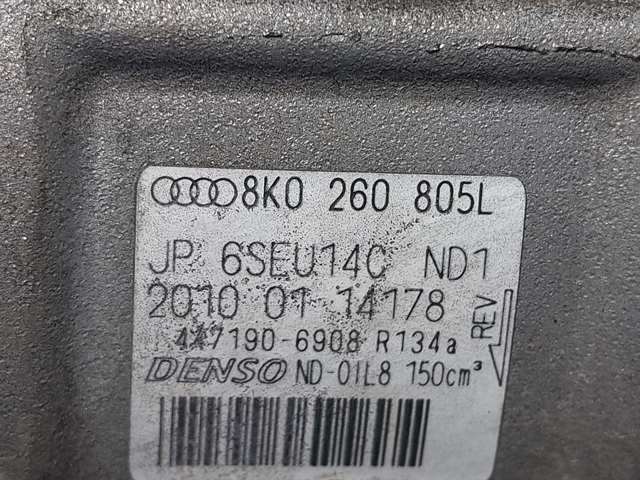 8K0 260 805L
JP 6SEU14C ND1
2010 01 14178
447190-6908 R134a
DENSO ND-OIL8 150cm³
REV